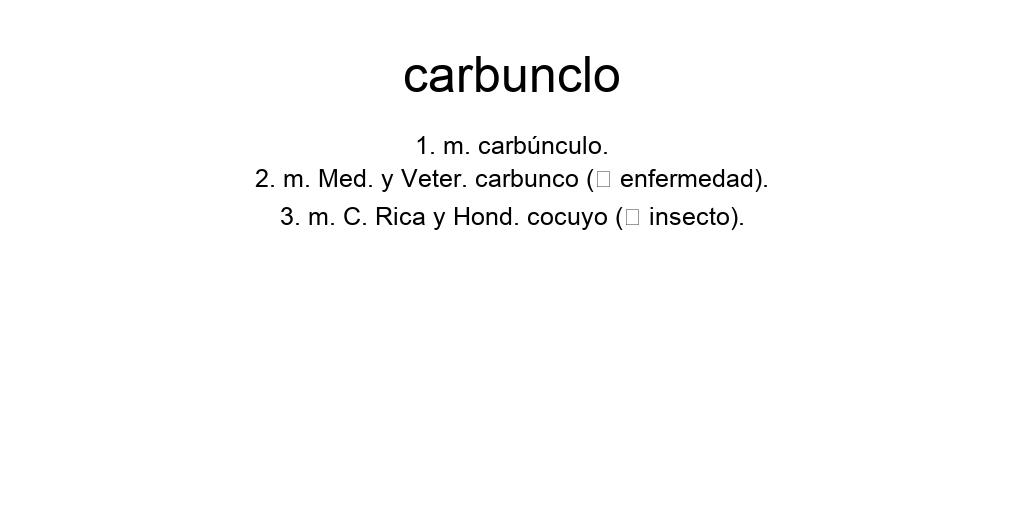 carbunclo
1. m. carbúnculo.
2. m. Med. y Veter. carbunco (□ enfermedad).
3. m. C. Rica y Hond. cocuyo (□ insecto).